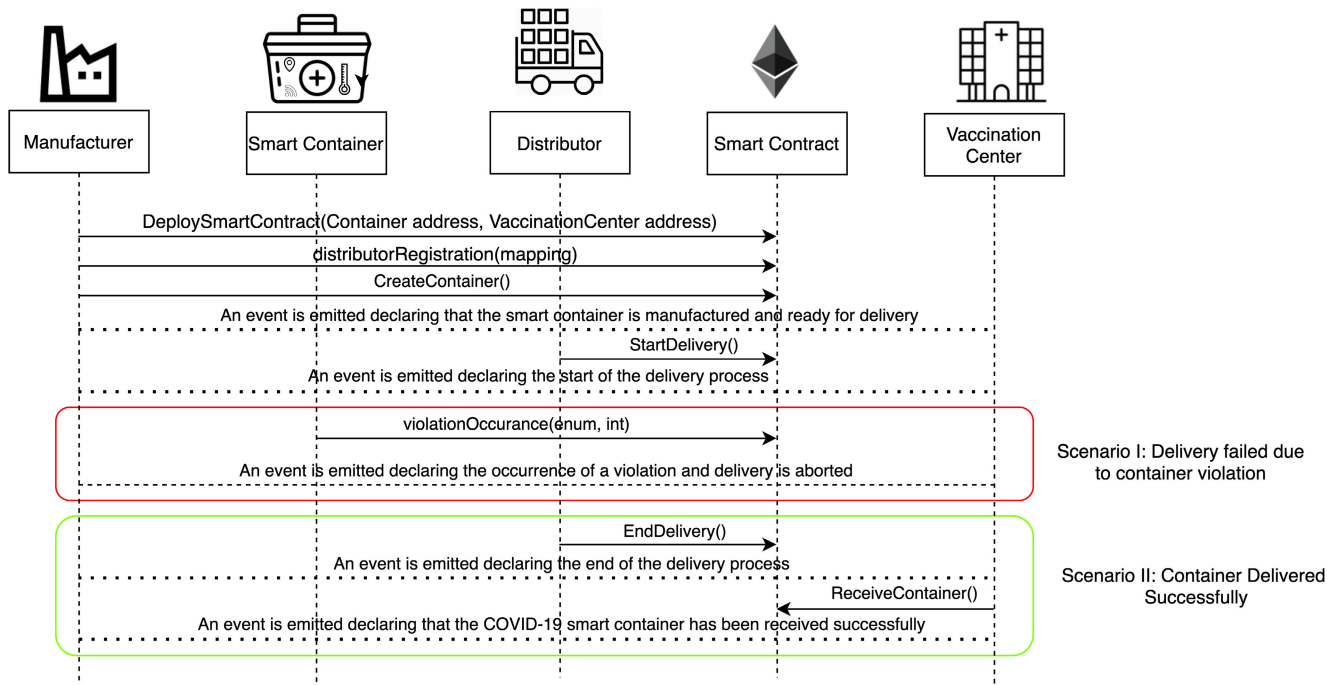 Manufacturer
Smart Container
Distributor
Smart Contract
Vaccination
Center
DeploySmartContract(Container address, VaccinationCenter address)
distributorRegistration(mapping)
CreateContainer()
An event is emitted declaring that the smart container is manufactured and ready for delivery
StartDelivery()
An event is emitted declaring the start of the delivery process
violationOccurance(enum, int)
An event is emitted declaring the occurrence of a violation and delivery is aborted
Scenario I: Delivery failed due
to container violation
EndDelivery()
An event is emitted declaring the end of the delivery process
ReceiveContainer()
An event is emitted declaring that the COVID-19 smart container has been received successfully
Scenario II: Container Delivered
Successfully